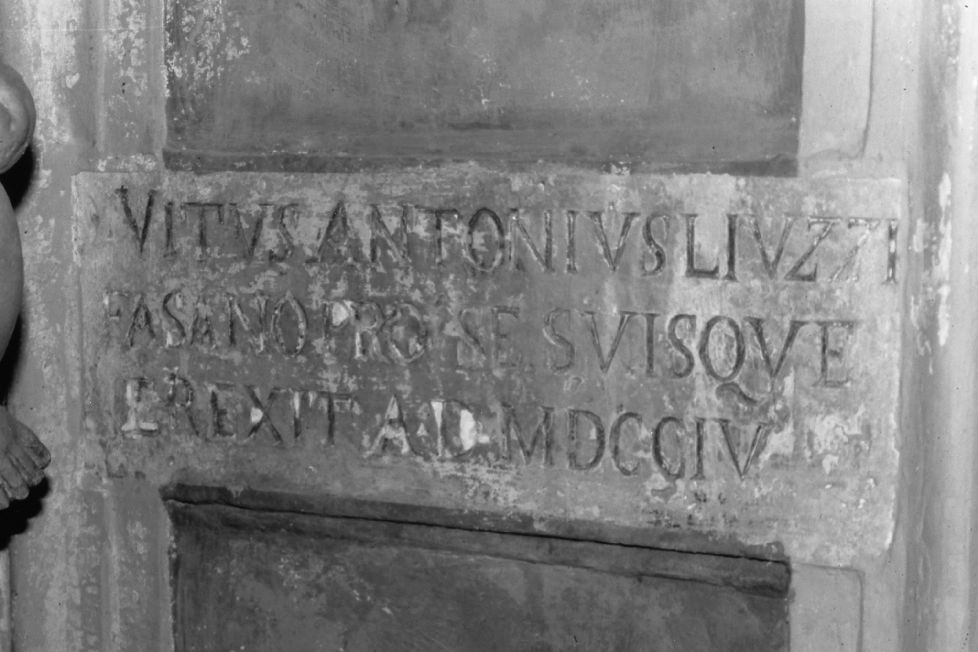 VITVS ANTONIVS LIVZZI
FASANO PRO SE SVISQVE
EREXIT A D MDCCIV